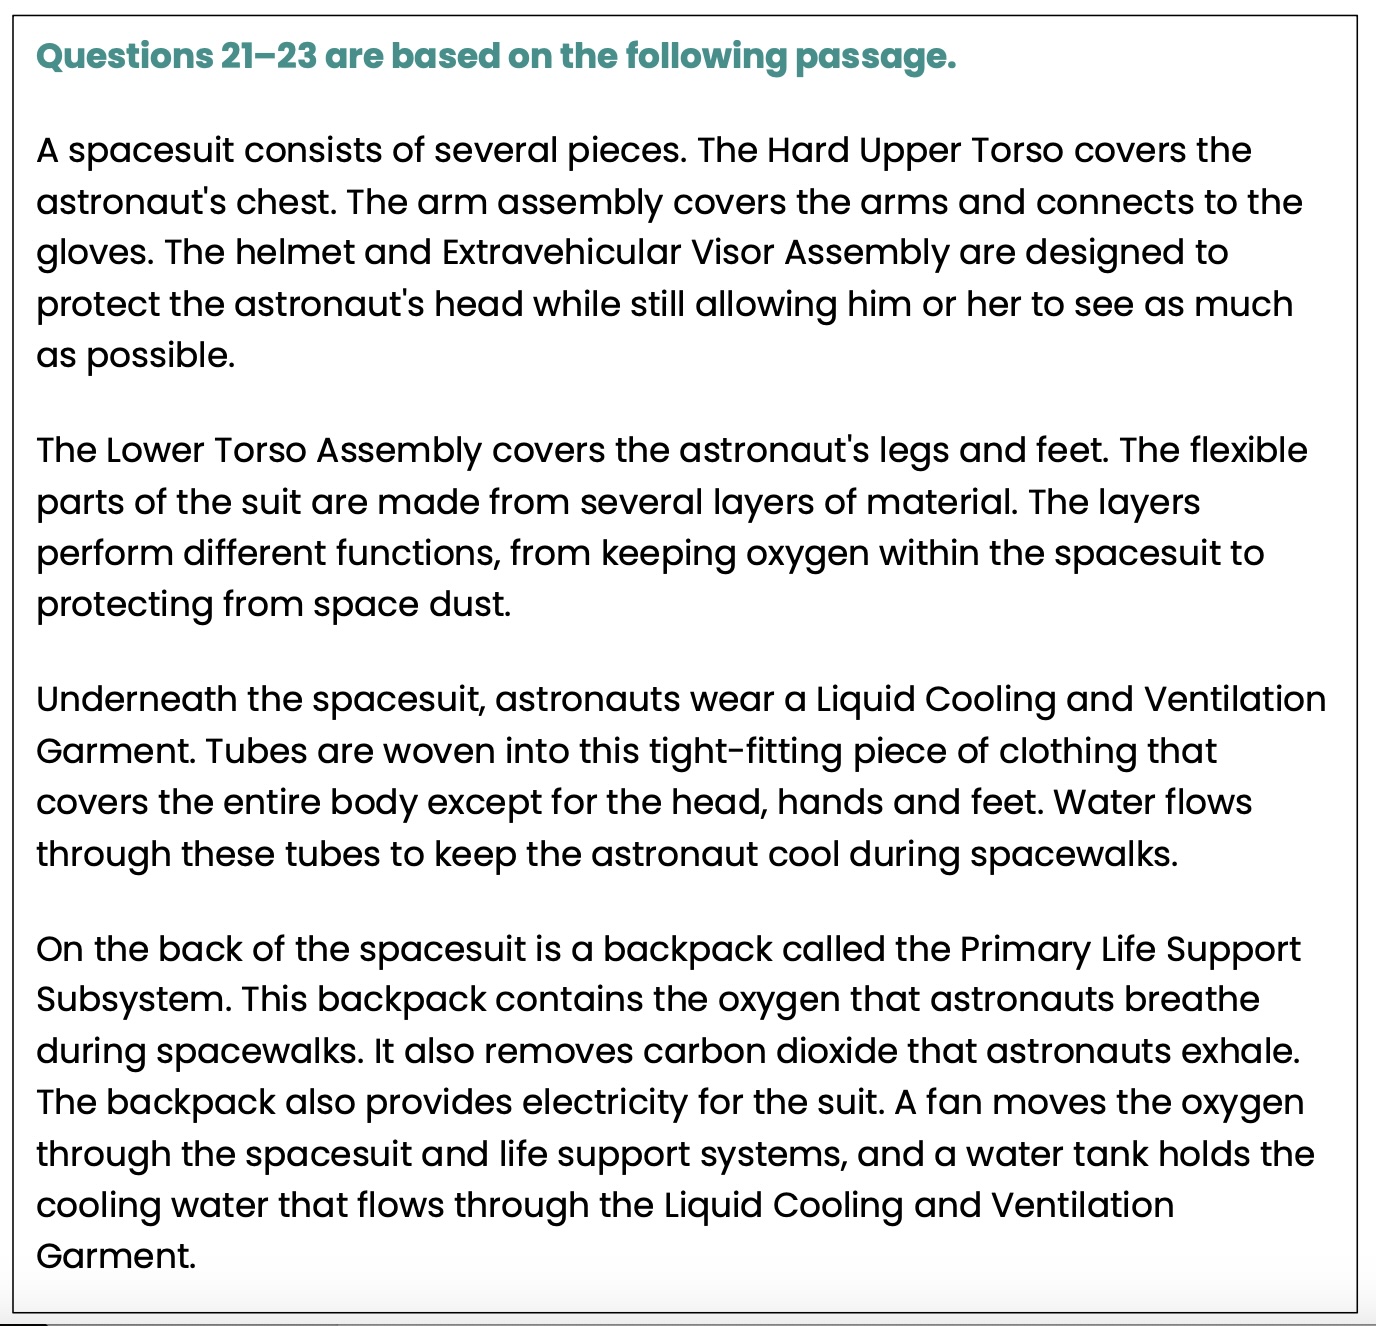 Questions 21–23 are based on the following passage.
A spacesuit consists of several pieces. The Hard Upper Torso covers the
astronaut's chest. The arm assembly covers the arms and connects to the
gloves. The helmet and Extravehicular Visor Assembly are designed to
protect the astronaut's head while still allowing him or her to see as much
as possible.
The Lower Torso Assembly covers the astronaut's legs and feet. The flexible
parts of the suit are made from several layers of material. The layers
perform different functions, from keeping oxygen within the spacesuit to
protecting from space dust.
Underneath the spacesuit, astronauts wear a Liquid Cooling and Ventilation
Garment. Tubes are woven into this tight-fitting piece of clothing that
covers the entire body except for the head, hands and feet. Water flows
through these tubes to keep the astronaut cool during spacewalks.
On the back of the spacesuit is a backpack called the Primary Life Support
Subsystem. This backpack contains the oxygen that astronauts breathe
during spacewalks. It also removes carbon dioxide that astronauts exhale.
The backpack also provides electricity for the suit. A fan moves the oxygen
through the spacesuit and life support systems, and a water tank holds the
cooling water that flows through the Liquid Cooling and Ventilation
Garment.